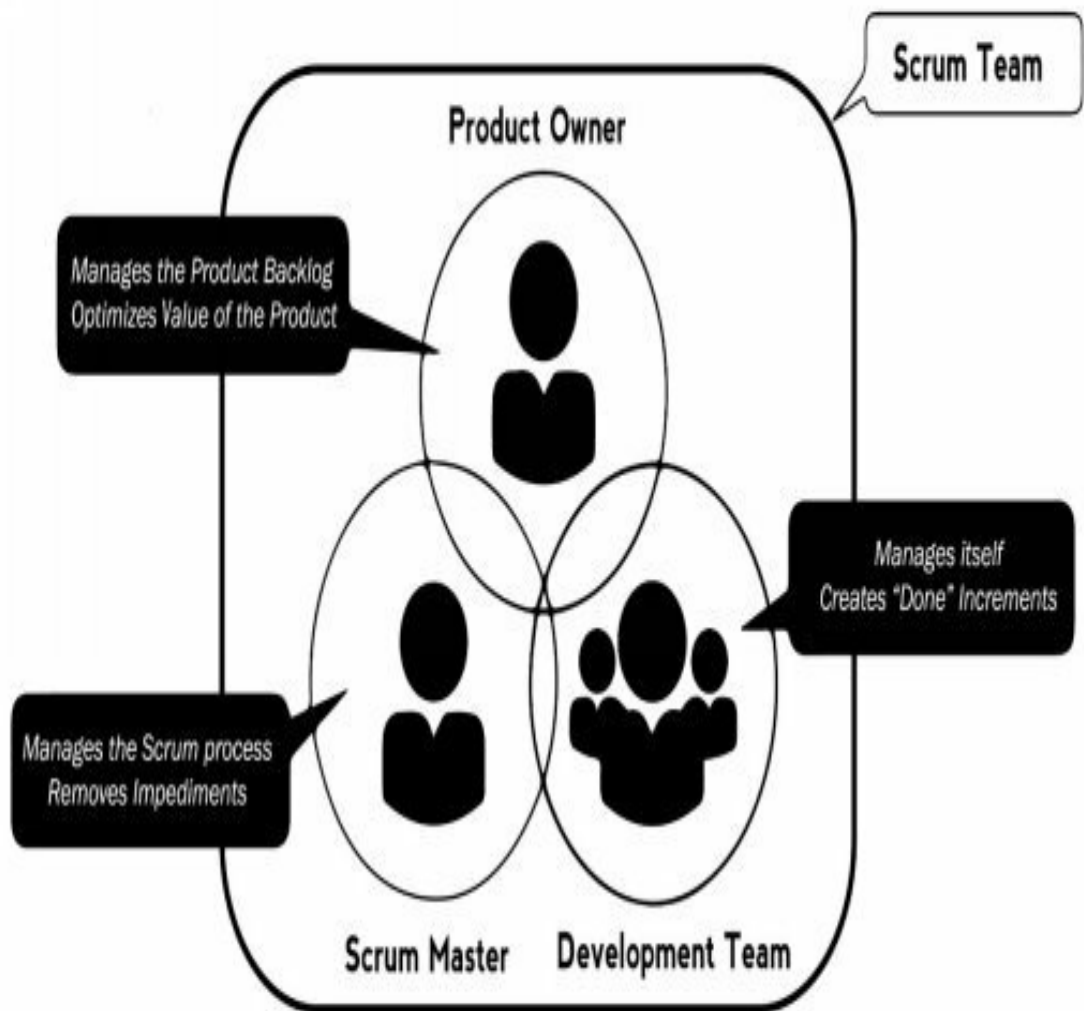 Scrum Team
Product Owner
Manages the Product Backlog
Optimizes Value of the Product
Manages itself
Creates “Done” Increments
Manages the Scrum process
Removes Impediments
Scrum Master
Development Team